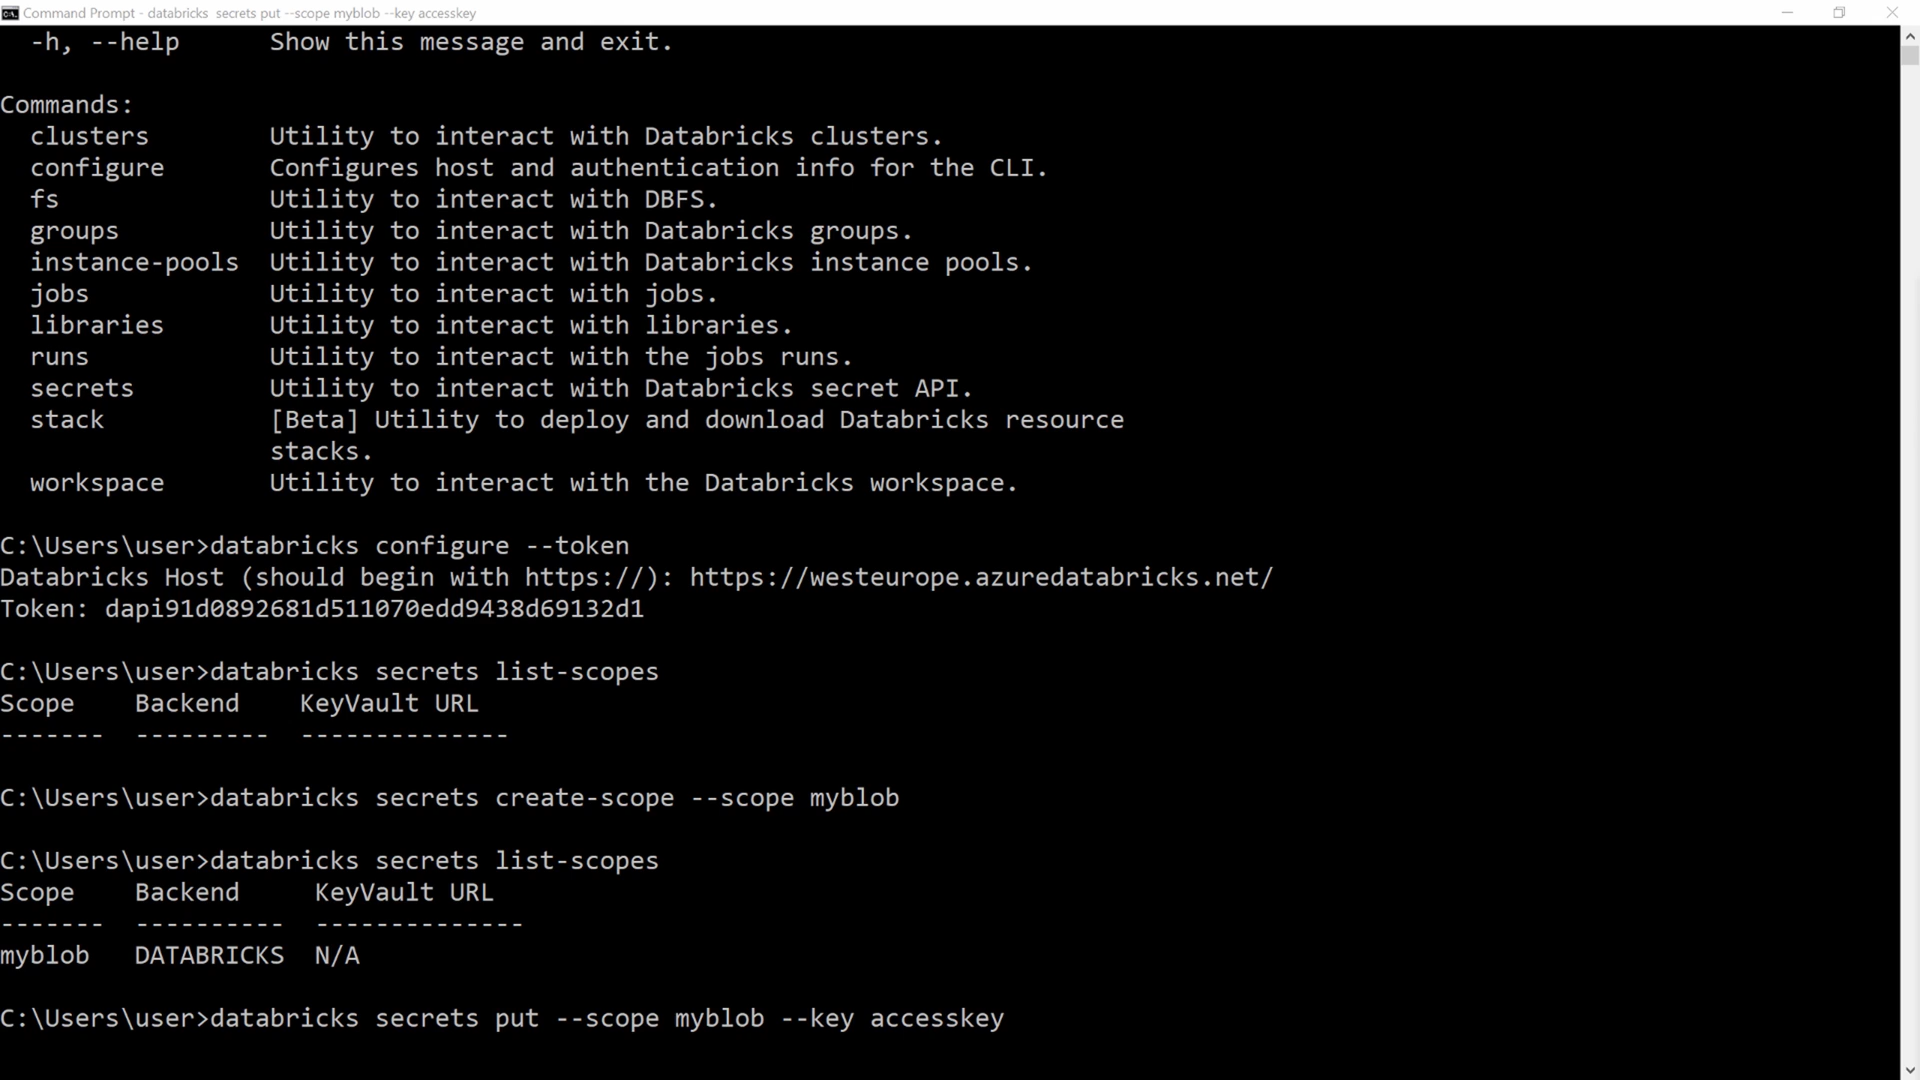 Command Prompt - databricks  secrets put --scope myblob --key accesskey
-h, --help      Show this message and exit.
Commands:
clusters        Utility to interact with Databricks clusters.
configure       Configures host and authentication info for the CLI.
fs              Utility to interact with DBFS.
groups          Utility to interact with Databricks groups.
instance-pools  Utility to interact with Databricks instance pools.
jobs            Utility to interact with jobs.
libraries       Utility to interact with libraries.
runs            Utility to interact with the jobs runs.
secrets         Utility to interact with Databricks secret API.
stack           [Beta] Utility to deploy and download Databricks resource
stacks.
workspace       Utility to interact with the Databricks workspace.
C:\Users\user>databricks configure --token
Databricks Host (should begin with https://): https://westeurope.azuredatabricks.net/
Token: dapi91d0892681d511070edd9438d69132d1
C:\Users\user>databricks secrets list-scopes
Scope    Backend    KeyVault URL
-------  ---------  --------------
C:\Users\user>databricks secrets create-scope --scope myblob
C:\Users\user>databricks secrets list-scopes
Scope    Backend     KeyVault URL
-------  ----------  --------------
myblob   DATABRICKS  N/A
C:\Users\user>databricks secrets put --scope myblob --key accesskey